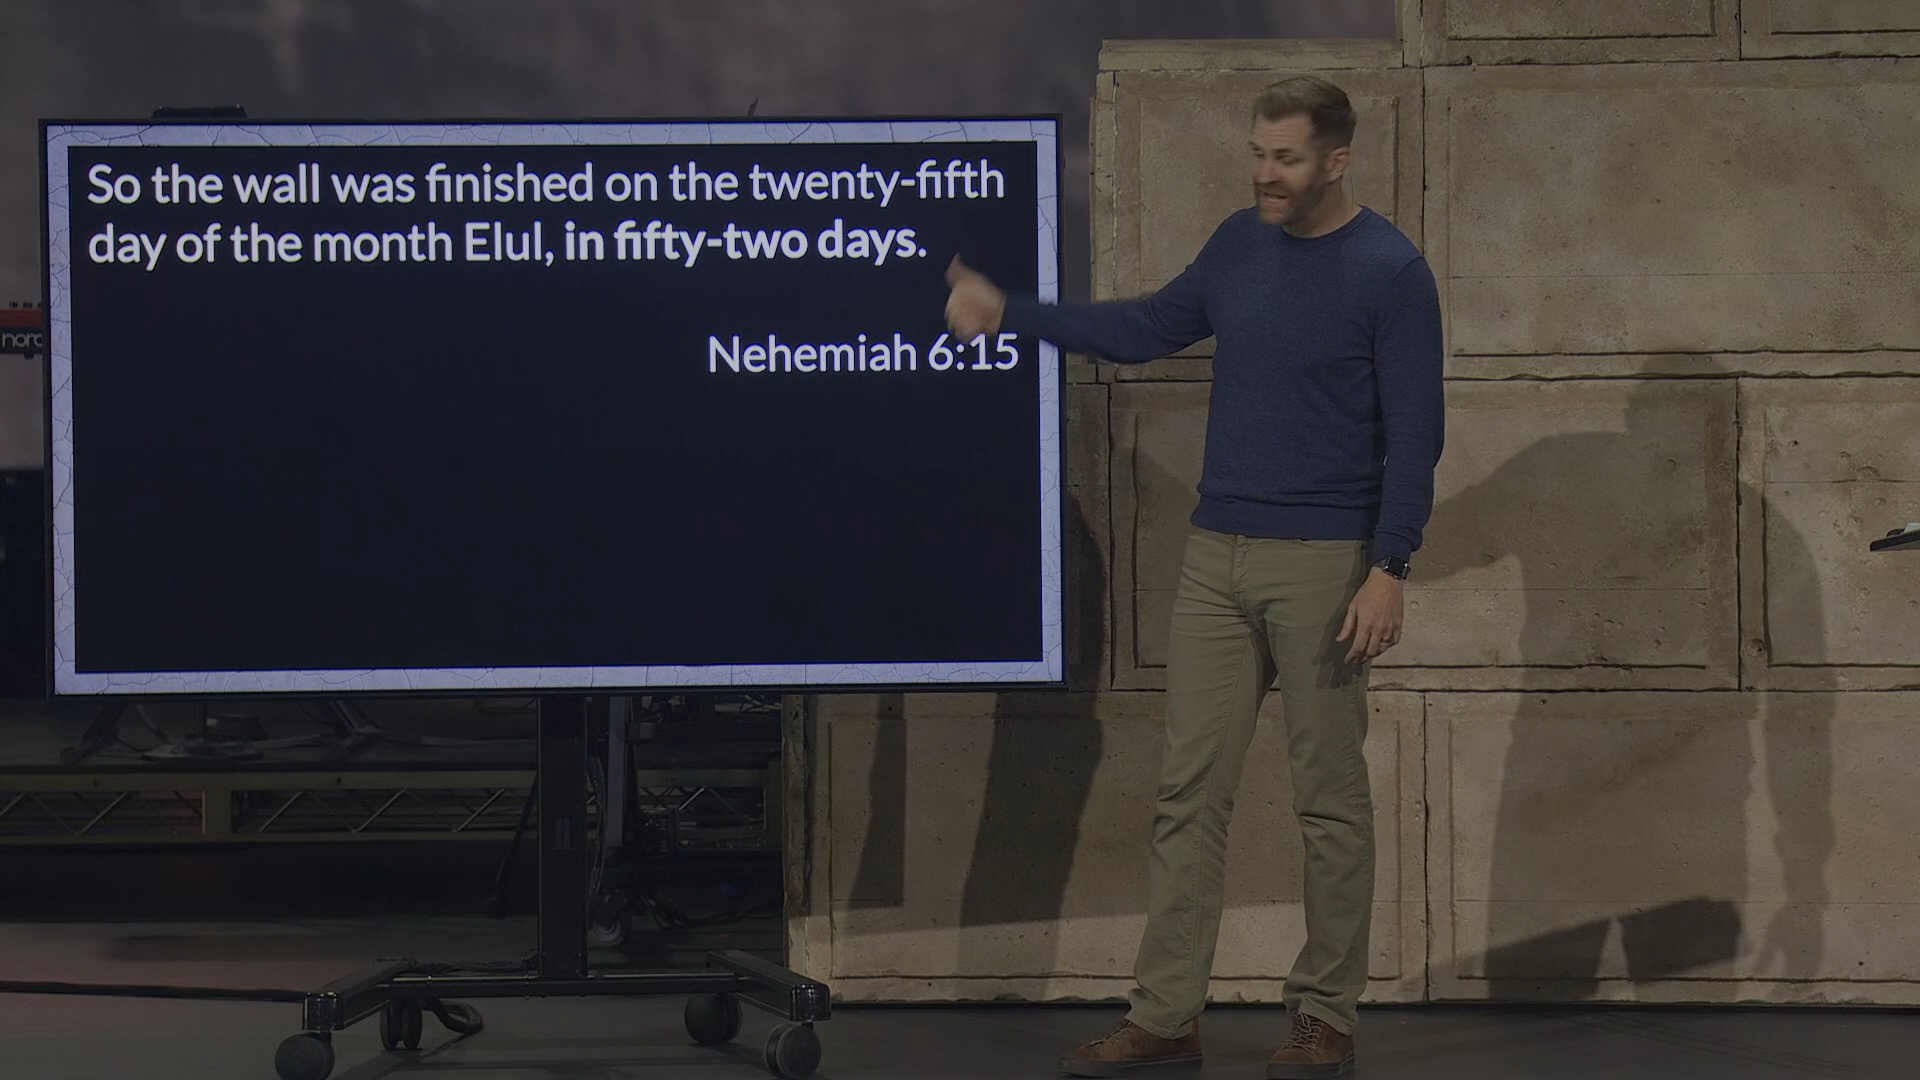 So the wall was finished on the twenty-fifth
day of the month Elul, in fifty-two days.
Nehemiah 6:15
nord